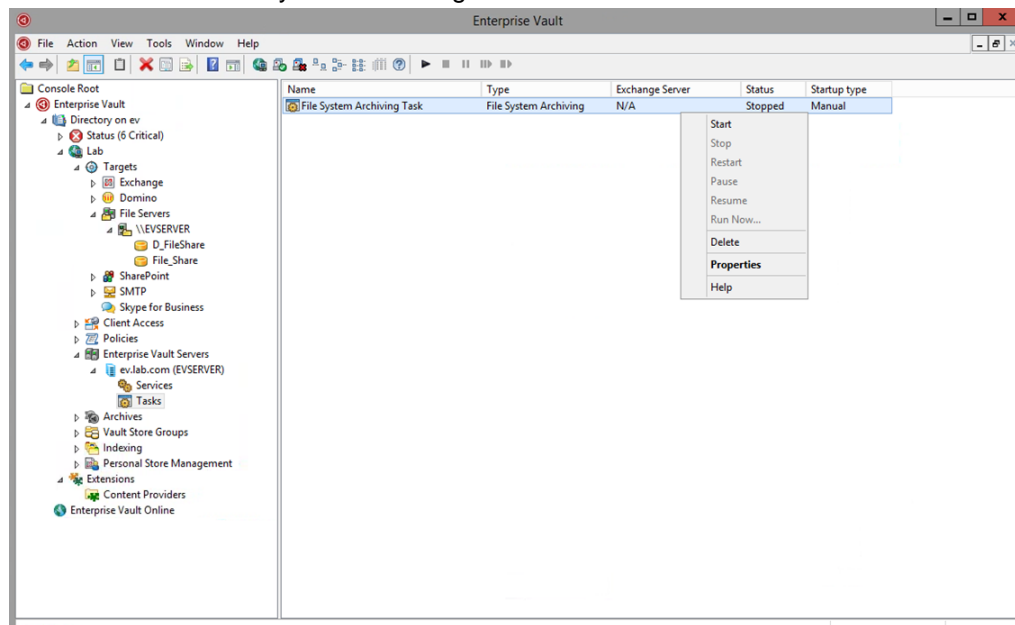 Enterprise Vault
File Action View Tools Window Help
Console Root
Enterprise Vault
Directory on ev
Status (6 Critical)
Lab
Targets
Exchange
Domino
File Servers
\\EVSERVER
D_FileShare
File_Share
SharePoint
SMTP
Skype for Business
Client Access
Policies
Enterprise Vault Servers
ev.lab.com (EVSERVER)
Services
Tasks
Archives
Vault Store Groups
Indexing
Personal Store Management
Extensions
Content Providers
Enterprise Vault Online
Name Type Exchange Server Status Startup type
File System Archiving Task File System Archiving N/A Stopped Manual
Start
Stop
Restart
Pause
Resume
Run Now...
Delete
Properties
Help